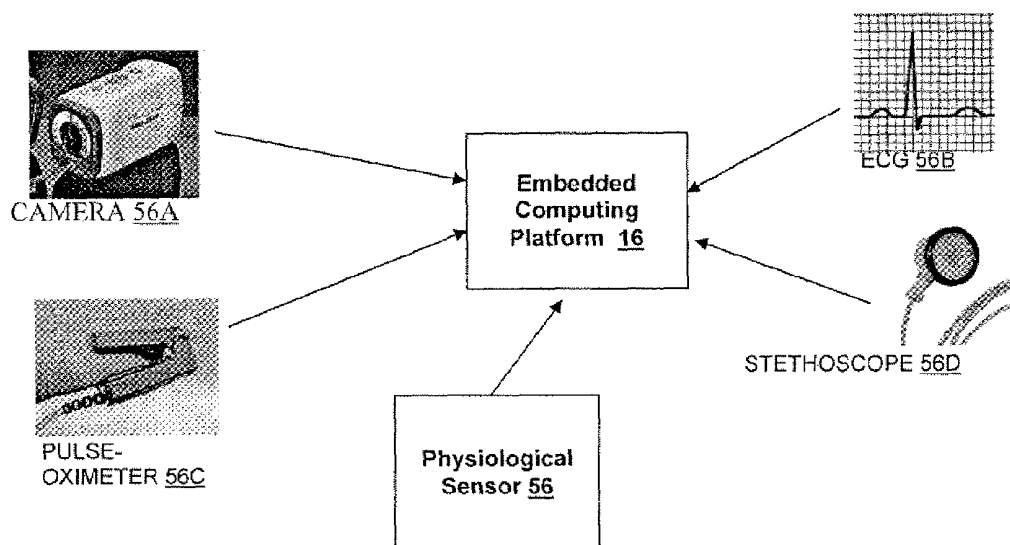 CAMERA 56A
Embedded
Computing
Platform 16
ECG 56B
STETHOSCOPE 56D
PULSE-
OXIMETER 56C
Physiological
Sensor 56